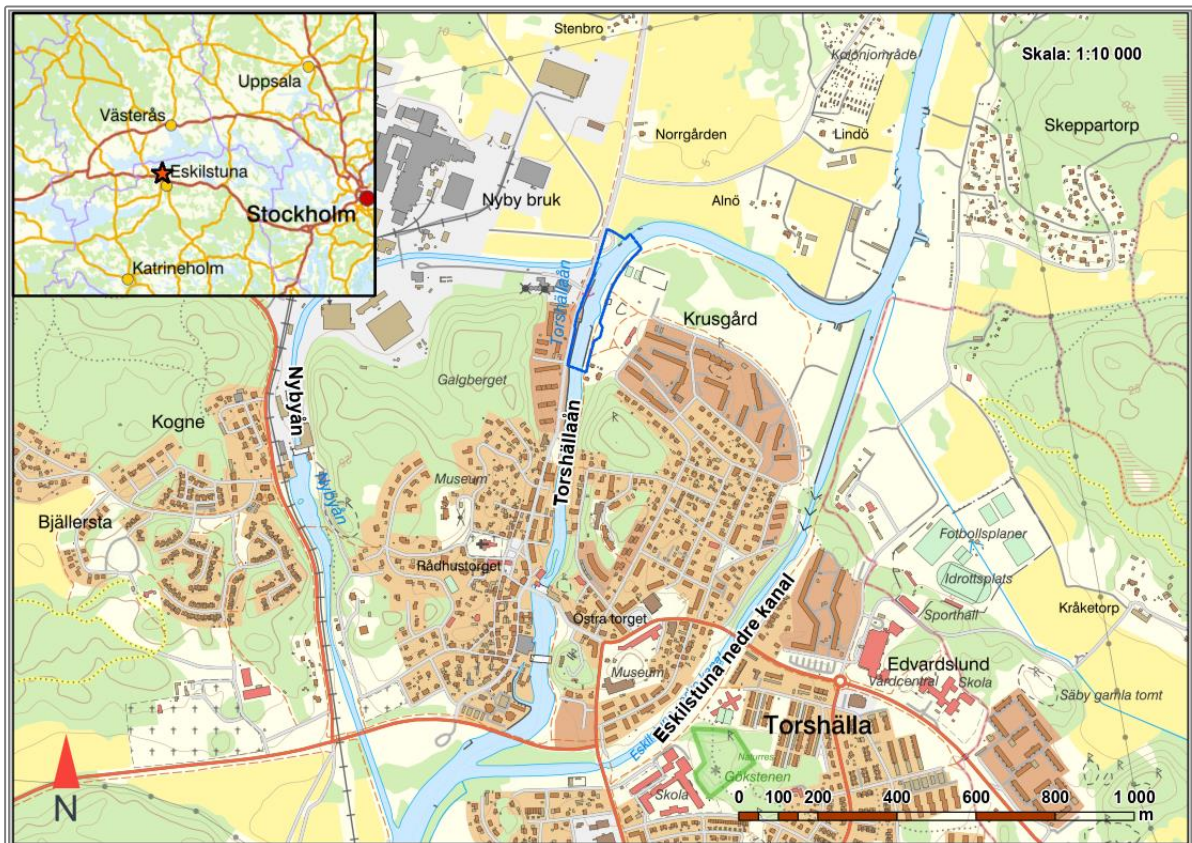 Uppsala
Västerås
Eskilstuna
Stockholm
Katrineholm
Stenbro
Skala: 1:10 000
Kolonjområde
Norrgården
Lindö
Skeppartorp
Nyby bruk
Alnö
Torshällaån
Krusgård
Galgberget
Nybyån
Kogne
Torshällaån
Museum
Nybyån
Bjällersta
Fotbollsplaner
Rådhustorget
Idrottsplats
Östra torget
Sporthall
Kråketorp
Eskilstuna nedre kanal
Museum
Edvardslund
Vårdcentral
Skola
Säby gamla tomt
Torshälla
Naturres
Gökstenen
Skola
N
0 100 200 400 600 800 1 000
m